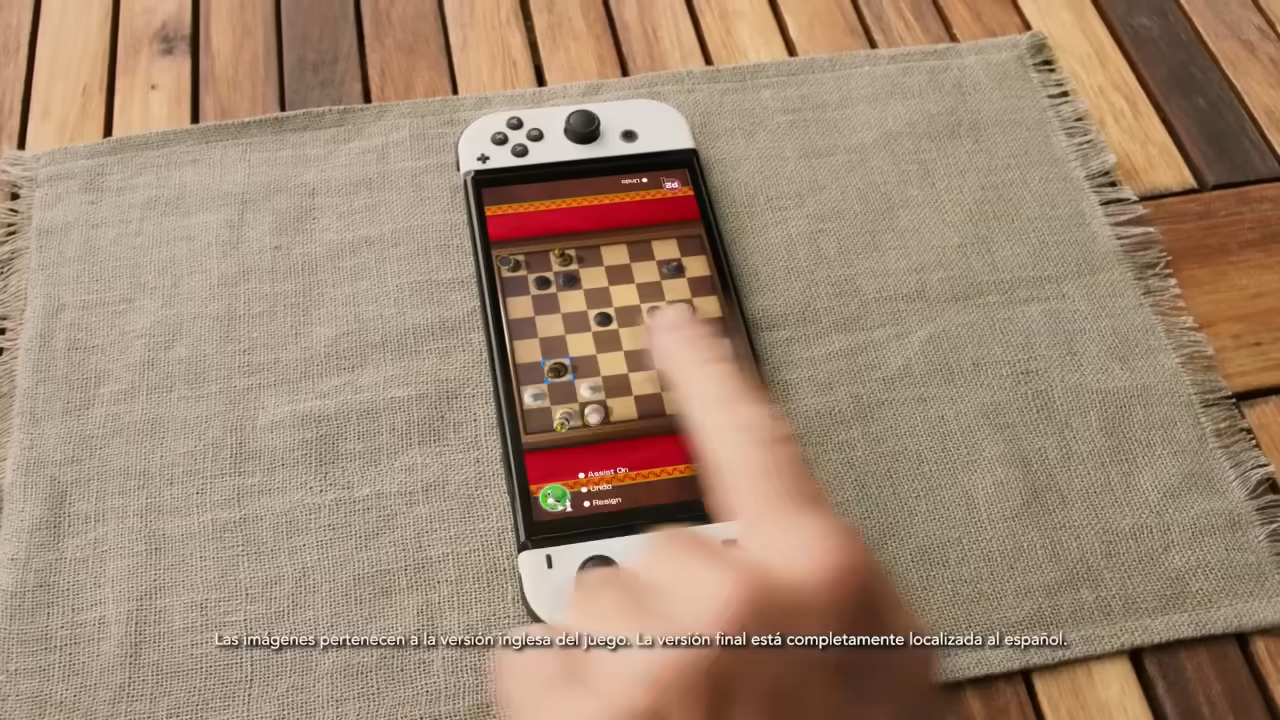 Undo
P2
Assist On
Undo
Resign
Las imágenes pertenecen a la versión inglesa del juego. La versión final está completamente localizada al español.